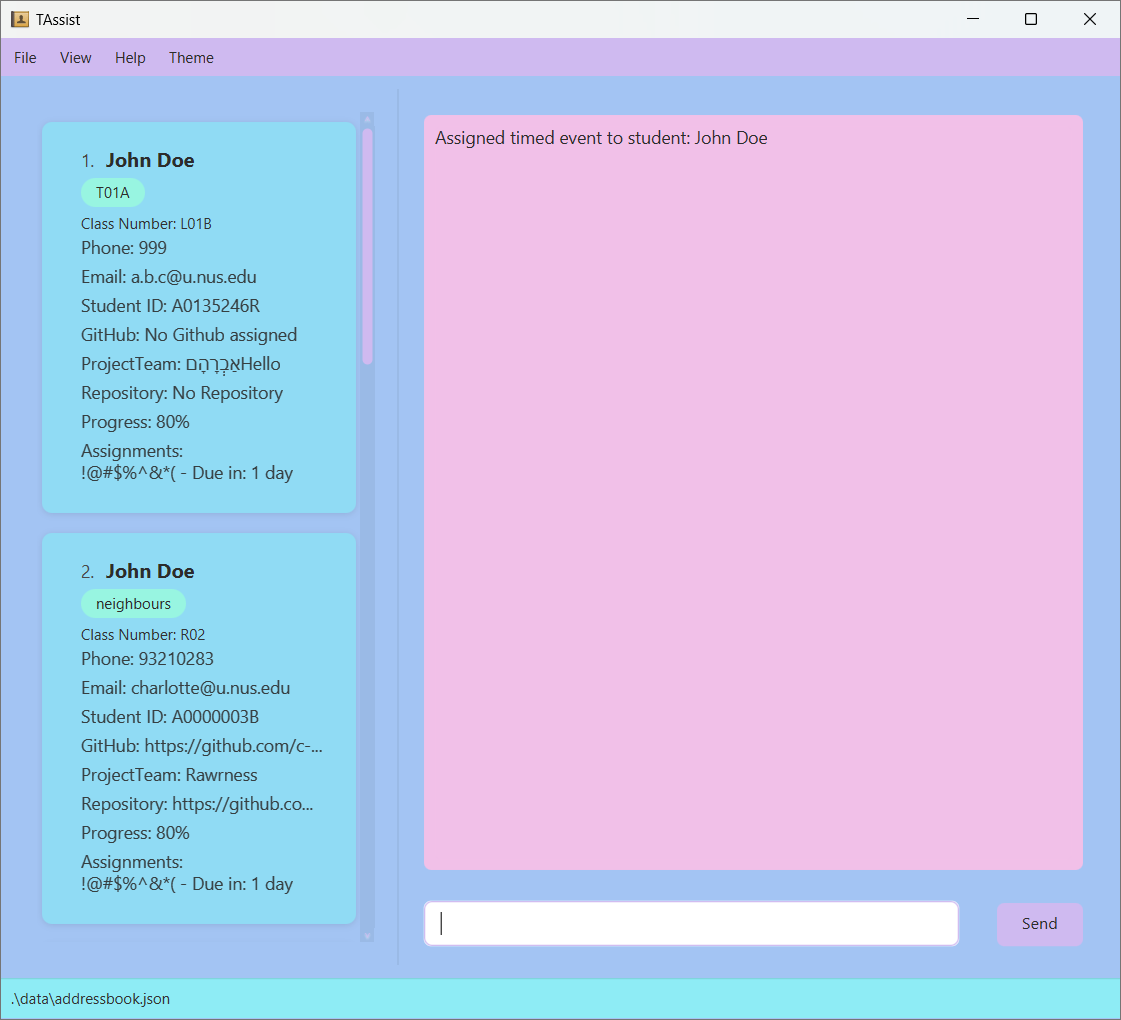 TAssist
File View Help Theme
1. John Doe
T01A
Class Number: L01B
Phone: 999
Email: a.b.c@u.nus.edu
Student ID: A0135246R
GitHub: No Github assigned
ProjectTeam: אַבְרָהָםHello
Repository: No Repository
Progress: 80%
Assignments:
!@#$%^&*( - Due in: 1 day
2. John Doe
neighbours
Class Number: R02
Phone: 93210283
Email: charlotte@u.nus.edu
Student ID: A0000003B
GitHub: https://github.com/c-...
ProjectTeam: Rawrness
Repository: https://github.co...
Progress: 80%
Assignments:
!@#$%^&*( - Due in: 1 day
Assigned timed event to student: John Doe
Send
.\data\addressbook.json